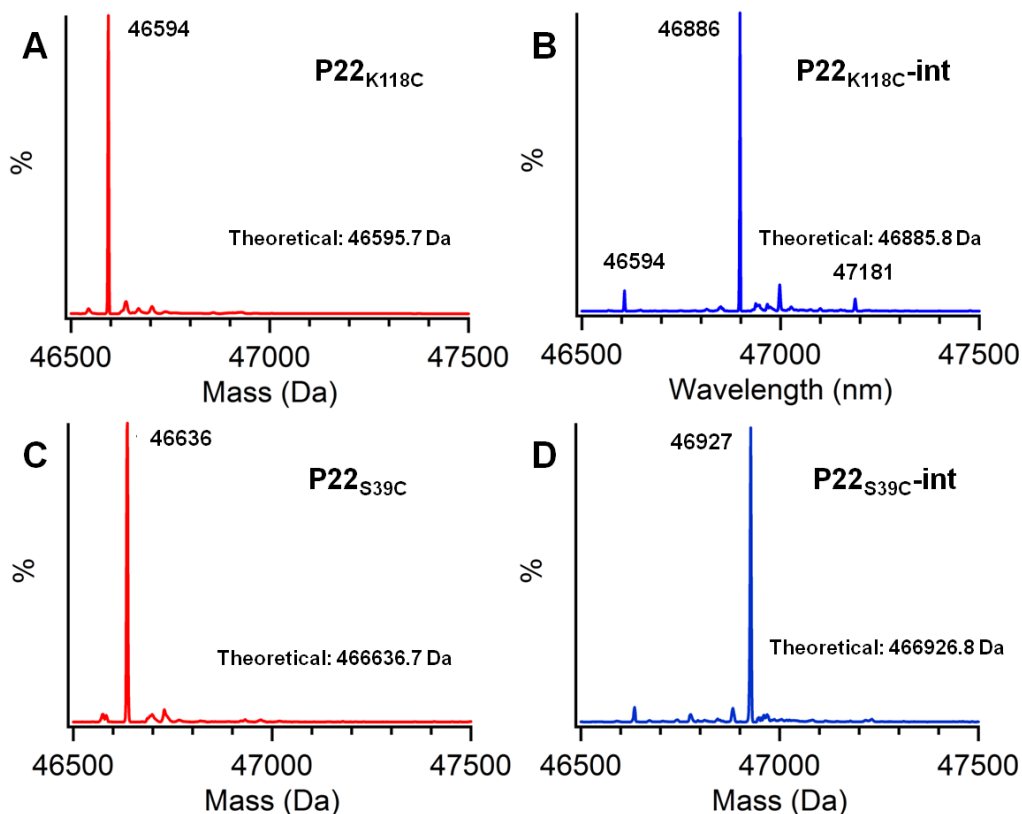 A
46594
P22K118C
%
Theoretical: 46595.7 Da
46500 47000 47500
Mass (Da)
B
46886
P22K118C-int
%
Theoretical: 46885.8 Da
46594
47181
46500 47000 47500
Wavelength (nm)
C
46636
P22S39C
%
Theoretical: 466636.7 Da
46500 47000 47500
Mass (Da)
D
46927
P22S39C-int
%
Theoretical: 466926.8 Da
46500 47000 47500
Mass (Da)